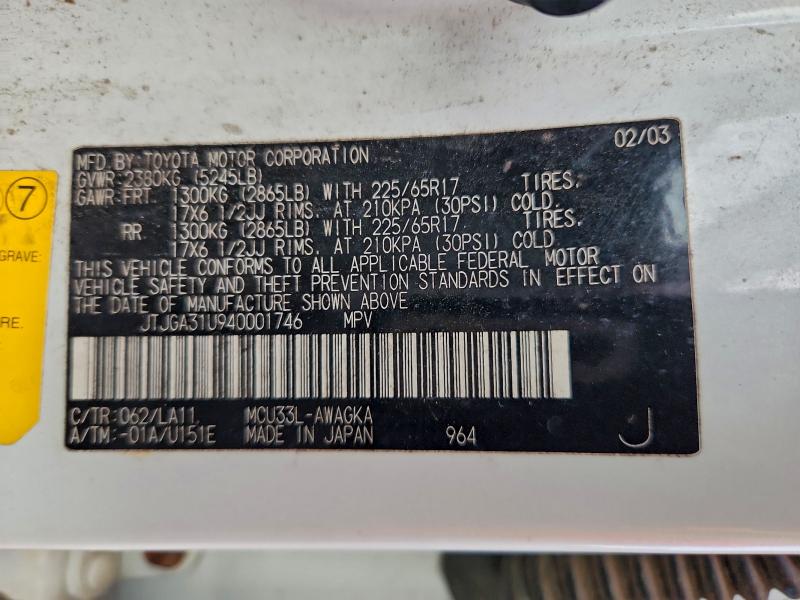 02/03
MFD. BY: TOYOTA MOTOR CORPORATION
GVWR: 2380KG (5245LB)
GAWR: FRT. 1300KG (2865LB) WITH 225/65R17 TIRES.
17X6 1/2JJ RIMS. AT 210KPA (30PSI) COLD.
RR 1300KG (2865LB) WITH 225/65R17 TIRES.
17X6 1/2JJ RIMS. AT 210KPA (30PSI) COLD.
THIS VEHICLE CONFORMS TO ALL APPLICABLE FEDERAL MOTOR
VEHICLE SAFETY AND THEFT PREVENTION STANDARDS IN EFFECT ON
THE DATE OF MANUFACTURE SHOWN ABOVE
JTJGA31U940001746 MPV
C/TR: 062/LA11, MCU33L-AWAGKA
A/TM: -01A/U151E MADE IN JAPAN 964 J
7
GRAVE
RE.